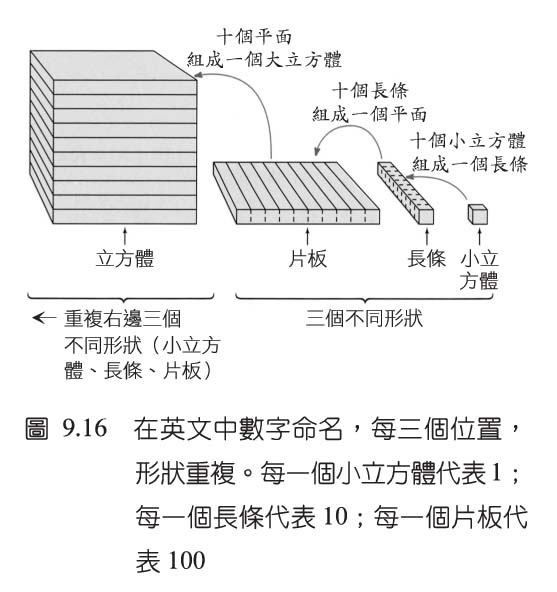 十個平面
組成一個大立方體
十個長條
組成一個平面
十個小立方體
組成一個長條
立方體
片板
長條
小立
方體
← 重複右邊三個
不同形狀（小立方
體、長條、片板）
三個不同形狀
圖 9.16 在英文中數字命名，每三個位置，
形狀重複。每一個小立方體代表 1；
每一個長條代表 10；每一個片板代
表 100